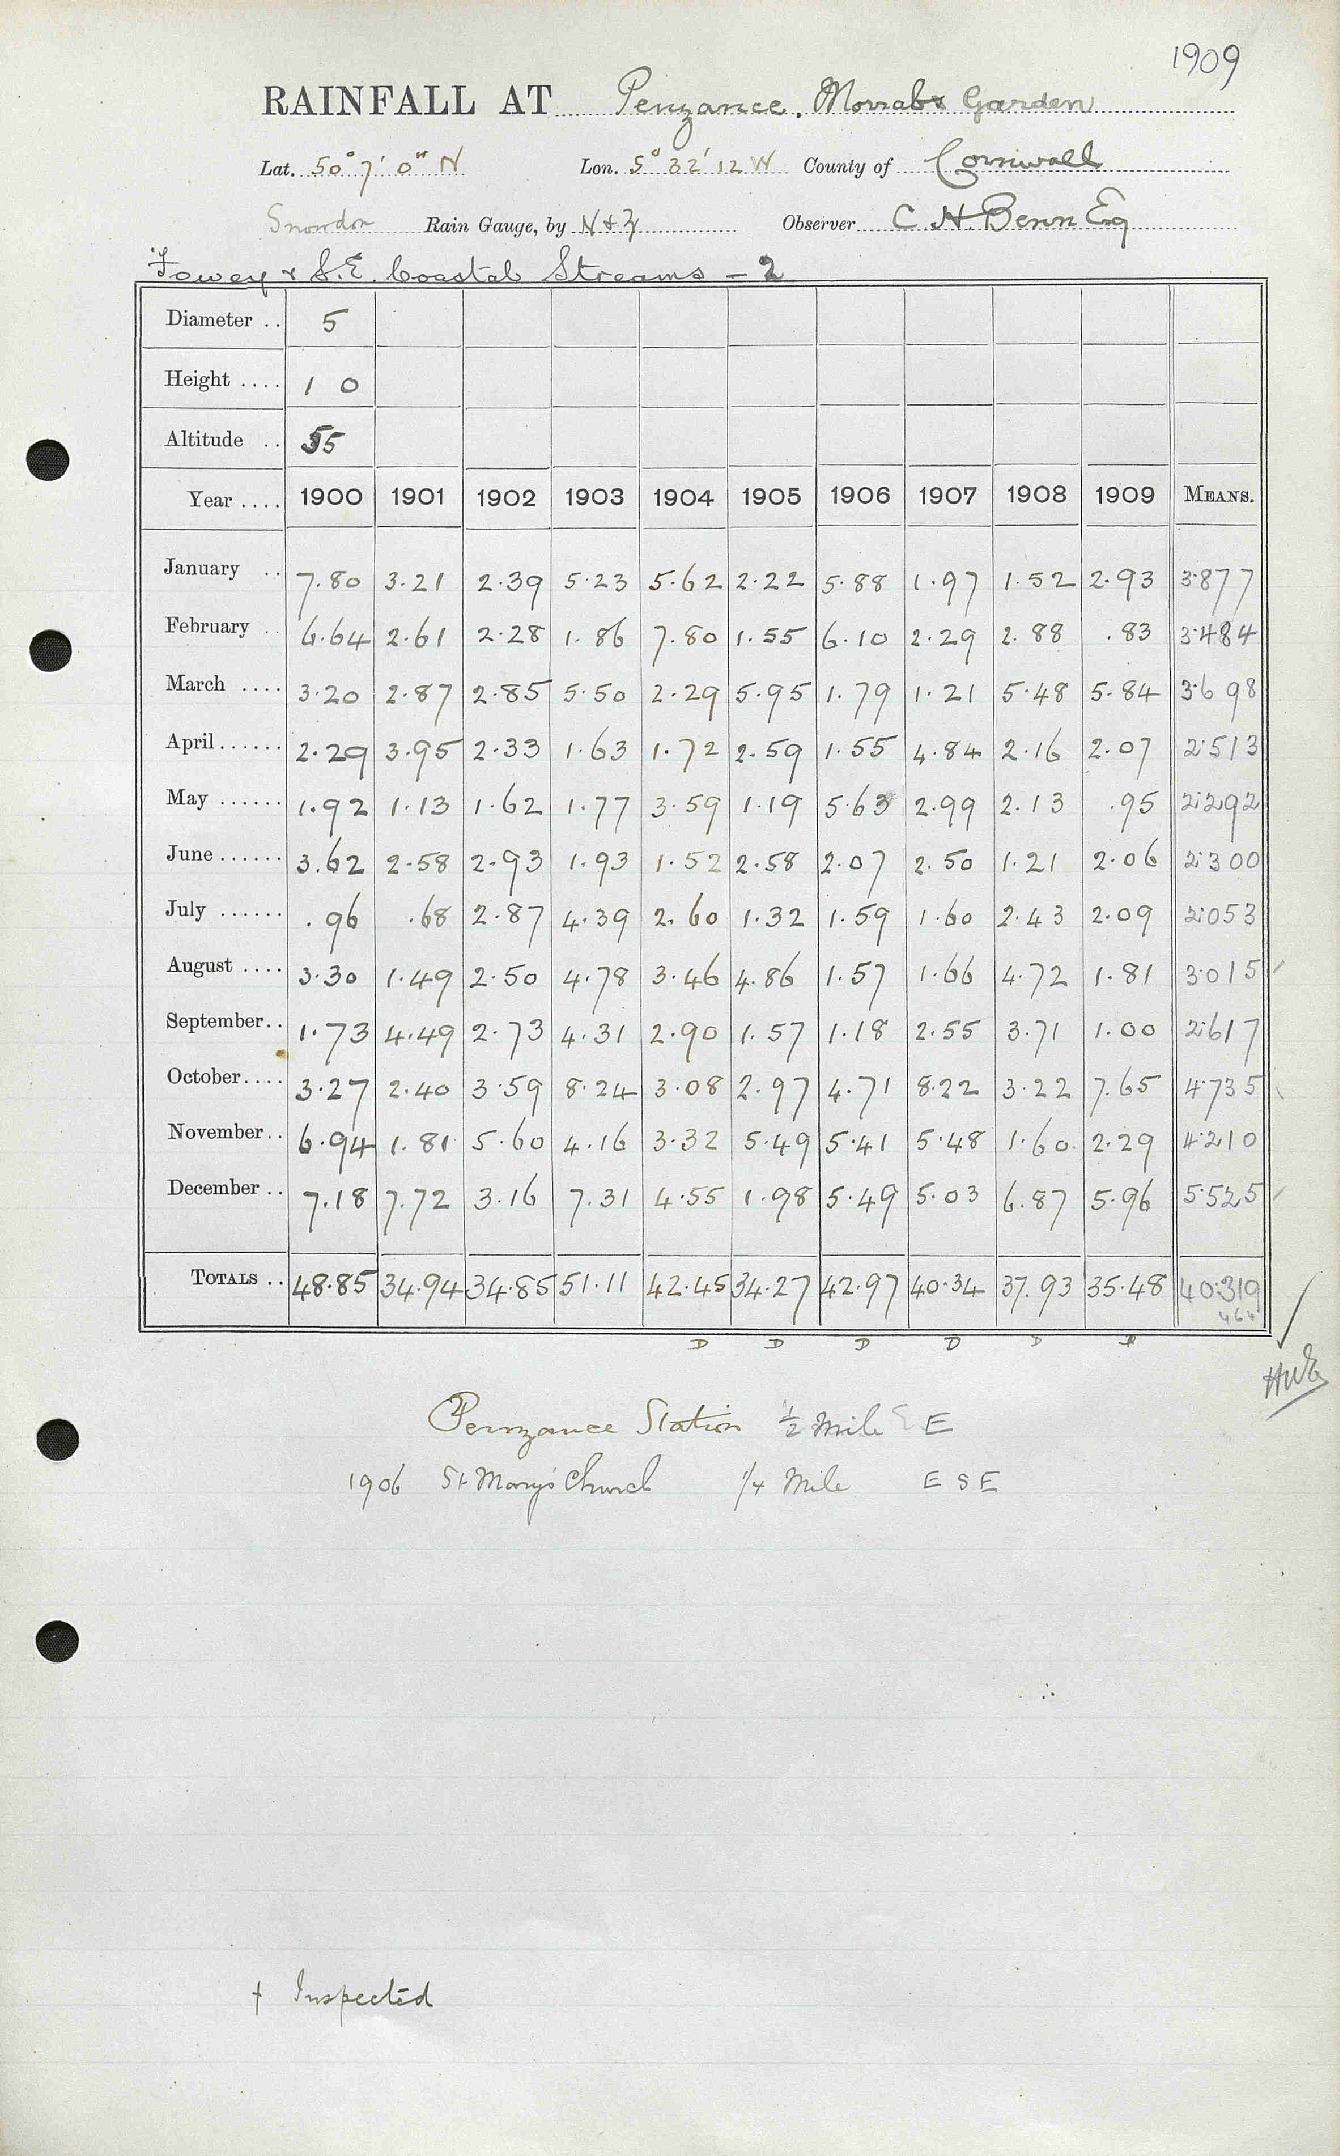 1909
RAINFALL AT Penzance, Morrab Garden
Lat. 50° 7' 0" N Lon. 5° 32' 12 W County of Cornwall
Snowdon Rain Gauge, by N & Z Observer C. H. Benn Esq
Fowey & S.E. Coastal Streams - 2
Diameter .. 5
Height .... 1 0
Altitude .. 55
Year .... 1900 1901 1902 1903 1904 1905 1906 1907 1908 1909 MEANS.
January .. 7.80 3.21 2.39 5.23 5.62 2.22 5.88 1.97 1.52 2.93 3.877
February .. 6.64 2.61 2.28 1.86 7.80 1.55 6.10 2.29 2.88 .83 3.484
March .... 3.20 2.87 2.85 5.50 2.29 5.95 1.79 1.21 5.48 5.84 3.698
April ...... 2.29 3.95 2.33 1.63 1.72 2.59 1.55 4.84 2.16 2.07 2.513
May ...... 1.92 1.13 1.62 1.77 3.59 1.19 5.63 2.99 2.13 .95 2.292
June ...... 3.62 2.58 2.93 1.93 1.52 2.58 2.07 2.50 1.21 2.06 2.300
July ...... .96 .68 2.87 4.39 2.60 1.32 1.59 1.60 2.43 2.09 2.053
August .... 3.30 1.49 2.50 4.78 3.46 4.86 1.57 1.66 4.72 1.81 3.015
September.. 1.73 4.49 2.73 4.31 2.90 1.57 1.18 2.55 3.71 1.00 2.617
October.... 3.27 2.40 3.59 8.24 3.08 2.97 4.71 8.22 3.22 7.65 4.735
November.. 6.94 1.81 5.60 4.16 3.32 5.49 5.41 5.48 1.60 2.29 4.210
December .. 7.18 7.72 3.16 7.31 4.55 1.98 5.49 5.03 6.87 5.96 5.525
TOTALS .. 48.85 34.94 34.85 51.11 42.45 34.27 42.97 40.34 37.93 35.48 40.319
464
D D D D D
Penzance Station ½ Mile E
1906 St Mary's Church ¼ Mile E S E
† Inspected